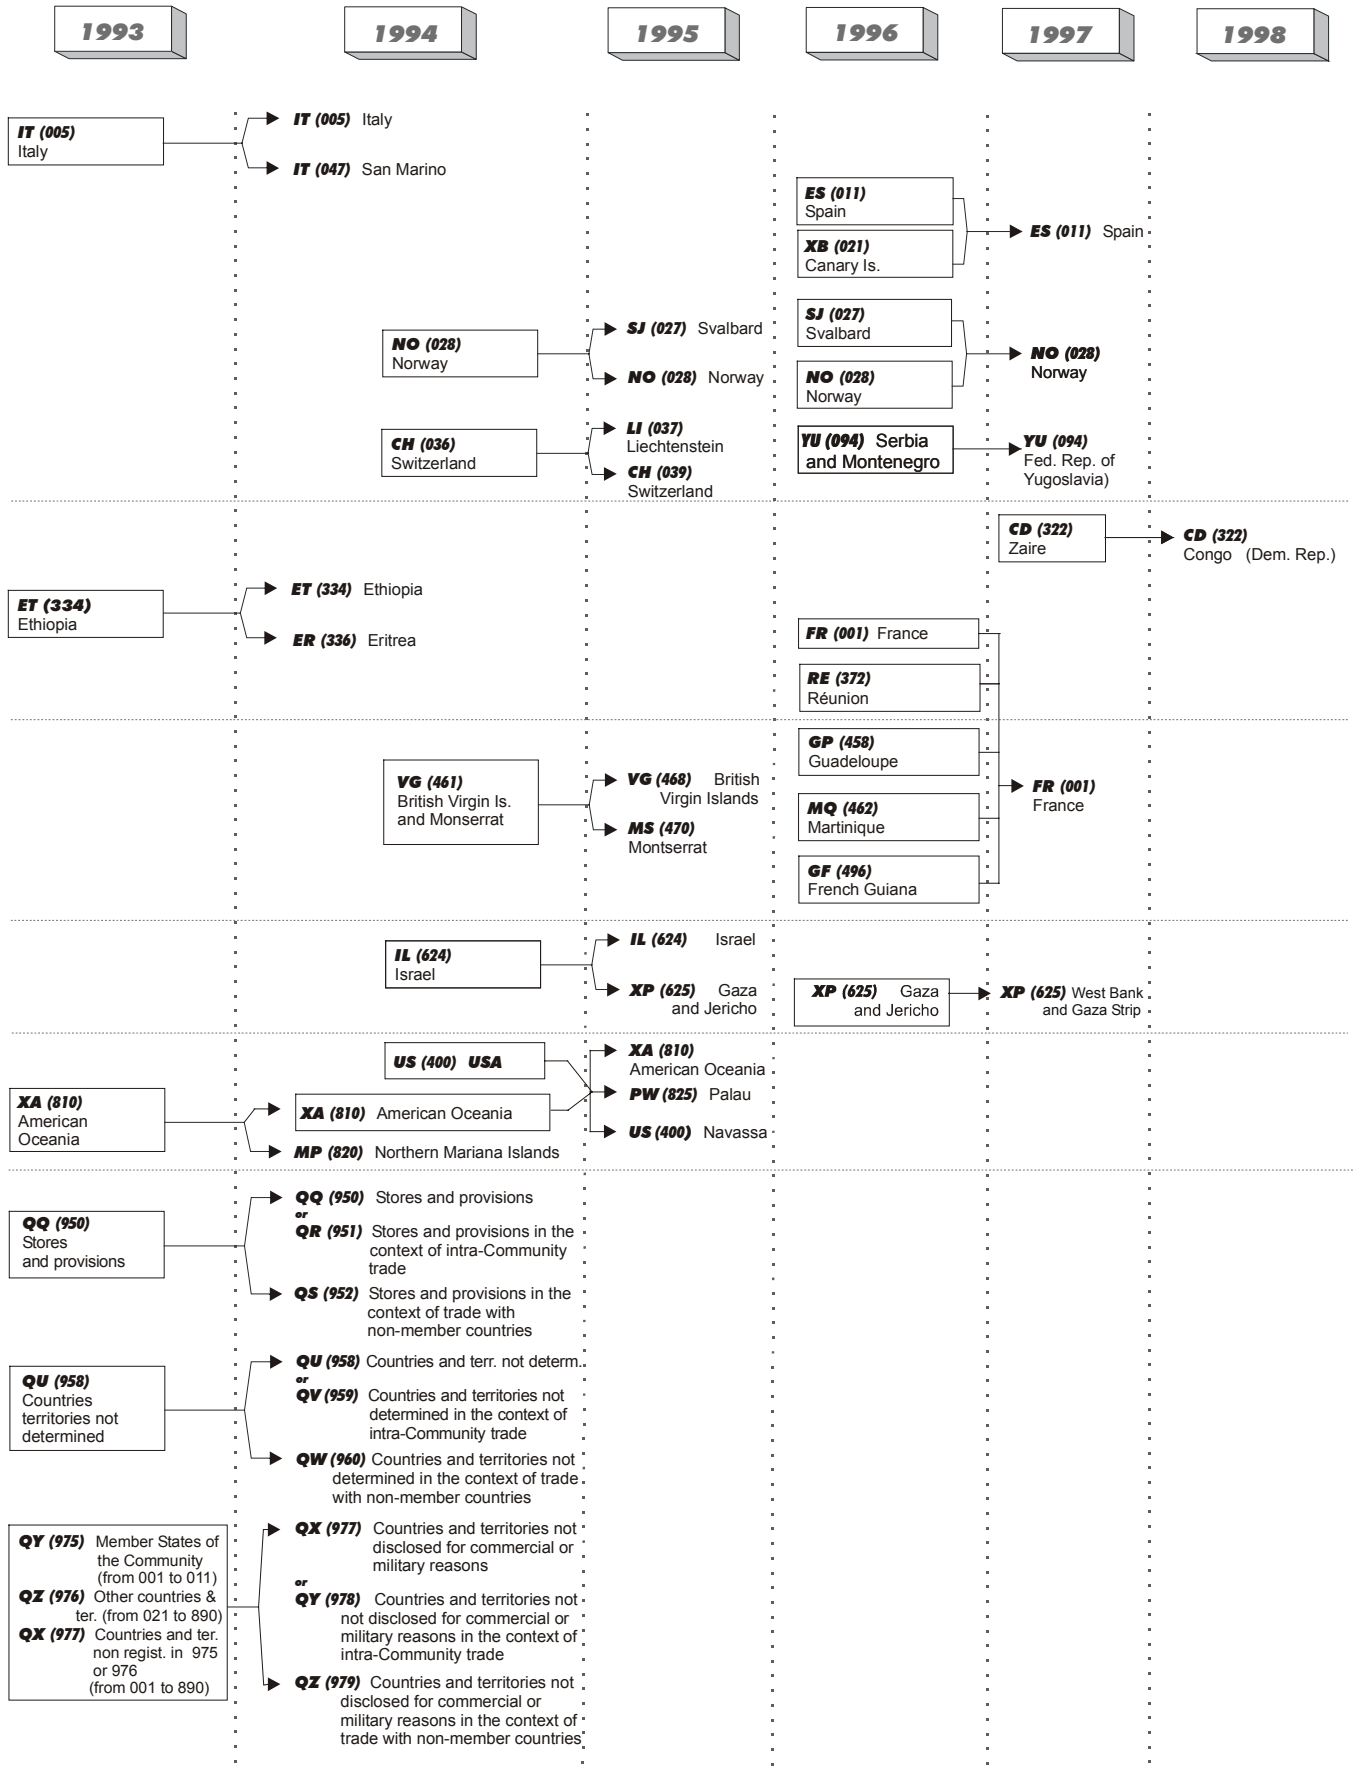 1993 1994 1995 1996 1997 1998
IT (005)
Italy
IT (005) Italy
IT (047) San Marino
ES (011)
Spain
XB (021)
Canary Is.
ES (011) Spain
NO (028)
Norway
SJ (027) Svalbard
NO (028) Norway
SJ (027)
Svalbard
NO (028)
Norway
NO (028)
Norway
CH (036)
Switzerland
LI (037)
Liechtenstein
CH (039)
Switzerland
YU (094) Serbia
and Montenegro
YU (094)
Fed. Rep. of
Yugoslavia)
CD (322)
Zaire
CD (322)
Congo (Dem. Rep.)
ET (334)
Ethiopia
ET (334) Ethiopia
ER (336) Eritrea
FR (001) France
RE (372)
Réunion
GP (458)
Guadeloupe
MQ (462)
Martinique
GF (496)
French Guiana
FR (001)
France
VG (461)
British Virgin Is.
and Monserrat
VG (468) British
Virgin Islands
MS (470)
Montserrat
IL (624)
Israel
IL (624) Israel
XP (625) Gaza
and Jericho
XP (625) Gaza
and Jericho
XP (625) West Bank
and Gaza Strip
US (400) USA
XA (810)
American
Oceania
XA (810) American Oceania
MP (820) Northern Mariana Islands
XA (810)
American Oceania
PW (825) Palau
US (400) Navassa
QQ (950)
Stores
and provisions
QQ (950) Stores and provisions
or
QR (951) Stores and provisions in the
context of intra-Community
trade
QS (952) Stores and provisions in the
context of trade with
non-member countries
QU (958)
Countries
territories not
determined
QU (958) Countries and terr. not determ.
or
QV (959) Countries and territories not
determined in the context of
intra-Community trade
QW (960) Countries and territories not
determined in the context of trade
with non-member countries
QY (975) Member States of
the Community
(from 001 to 011)
QZ (976) Other countries &
ter. (from 021 to 890)
QX (977) Countries and ter.
non regist. in 975
or 976
(from 001 to 890)
QX (977) Countries and territories not
disclosed for commercial or
military reasons
or
QY (978) Countries and territories not
not disclosed for commercial or
military reasons in the context of
intra-Community trade
QZ (979) Countries and territories not
disclosed for commercial or
military reasons in the context of
trade with non-member countries